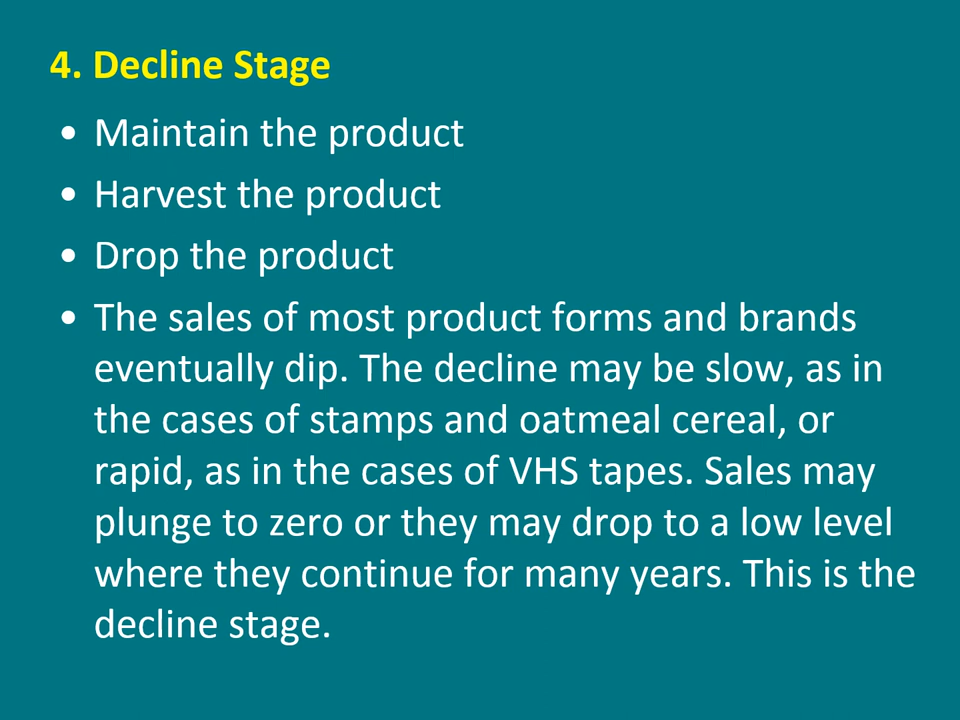 4. Decline Stage
• Maintain the product
• Harvest the product
• Drop the product
• The sales of most product forms and brands
eventually dip. The decline may be slow, as in
the cases of stamps and oatmeal cereal, or
rapid, as in the cases of VHS tapes. Sales may
plunge to zero or they may drop to a low level
where they continue for many years. This is the
decline stage.